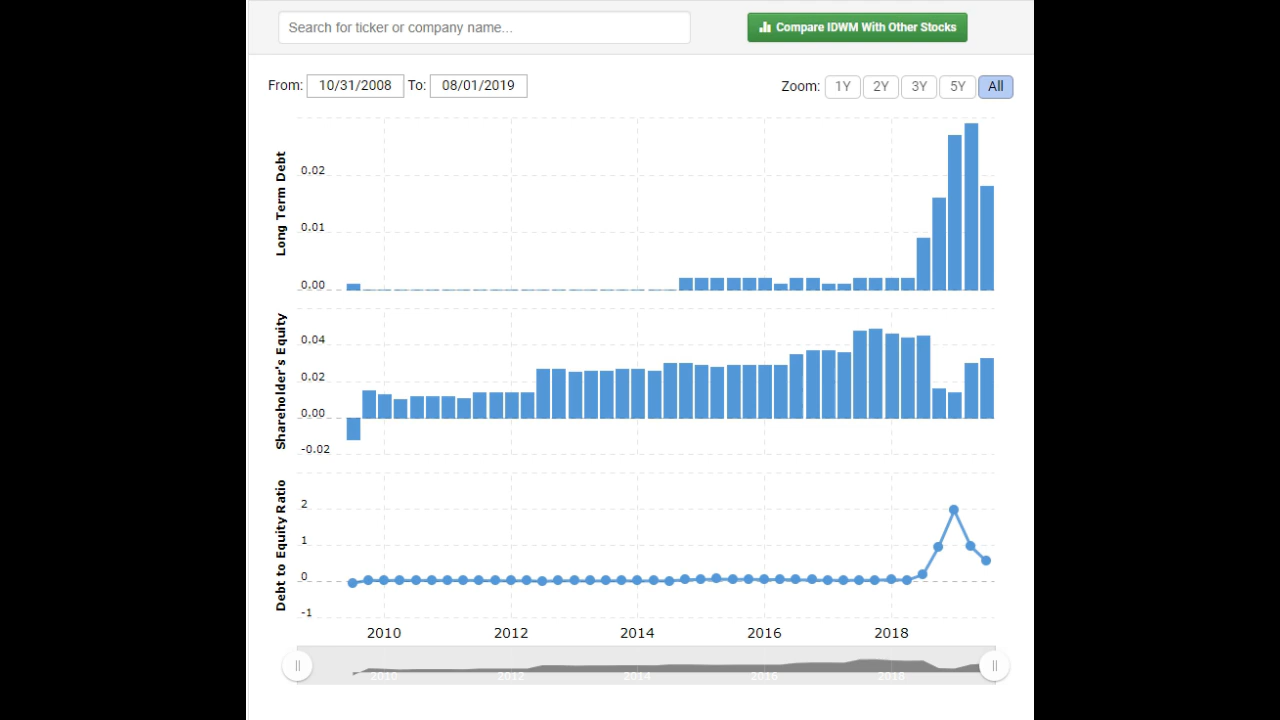 Search for ticker or company name...
Compare IDWM With Other Stocks
From: 10/31/2008 To: 08/01/2019
Zoom: 1Y 2Y 3Y 5Y All
Long Term Debt
0.02
0.01
0.00
Shareholder's Equity
0.04
0.02
0.00
-0.02
Debt to Equity Ratio
2
1
0
-1
2010 2012 2014 2016 2018
2010 2012 2014 2016 2018